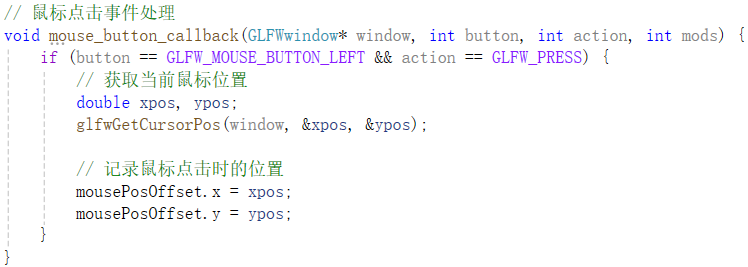 // 鼠标点击事件处理
void mouse_button_callback(GLFWwindow* window, int button, int action, int mods) {
    if (button == GLFW_MOUSE_BUTTON_LEFT && action == GLFW_PRESS) {
        // 获取当前鼠标位置
        double xpos, ypos;
        glfwGetCursorPos(window, &xpos, &ypos);

        // 记录鼠标点击时的位置
        mousePosOffset.x = xpos;
        mousePosOffset.y = ypos;
    }
}